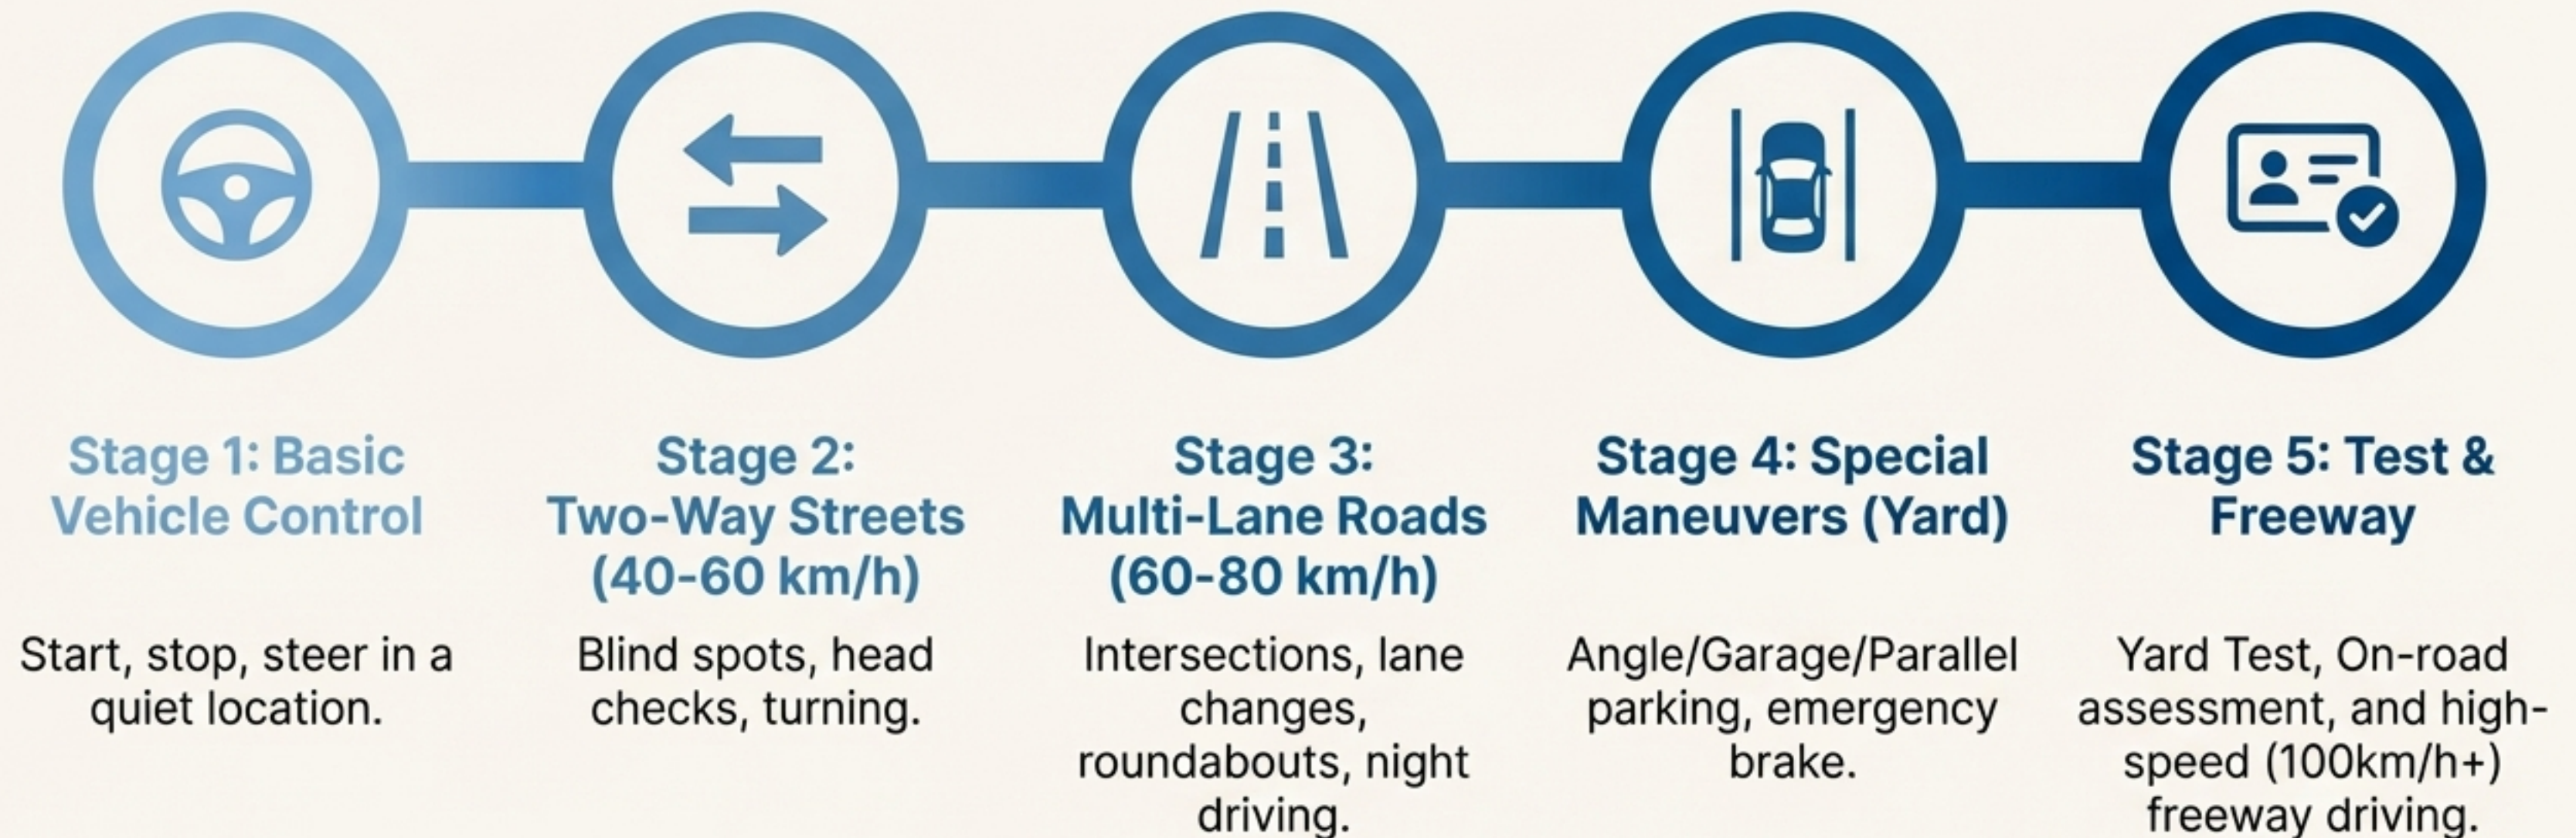 Stage 1: Basic
Vehicle Control
Start, stop, steer in a
quiet location.
Stage 2:
Two-Way Streets
(40-60 km/h)
Blind spots, head
checks, turning.
Stage 3:
Multi-Lane Roads
(60-80 km/h)
Intersections, lane
changes,
roundabouts, night
driving.
Stage 4: Special
Maneuvers (Yard)
Angle/Garage/Parallel
parking, emergency
brake.
Stage 5: Test &
Freeway
Yard Test, On-road
assessment, and high-
speed (100km/h+)
freeway driving.